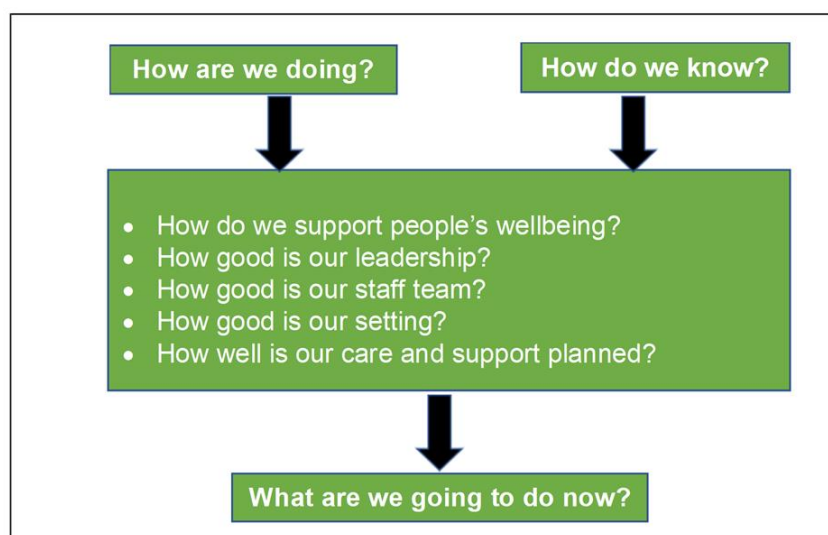 How are we doing?
How do we know?
• How do we support people’s wellbeing?
• How good is our leadership?
• How good is our staff team?
• How good is our setting?
• How well is our care and support planned?
What are we going to do now?